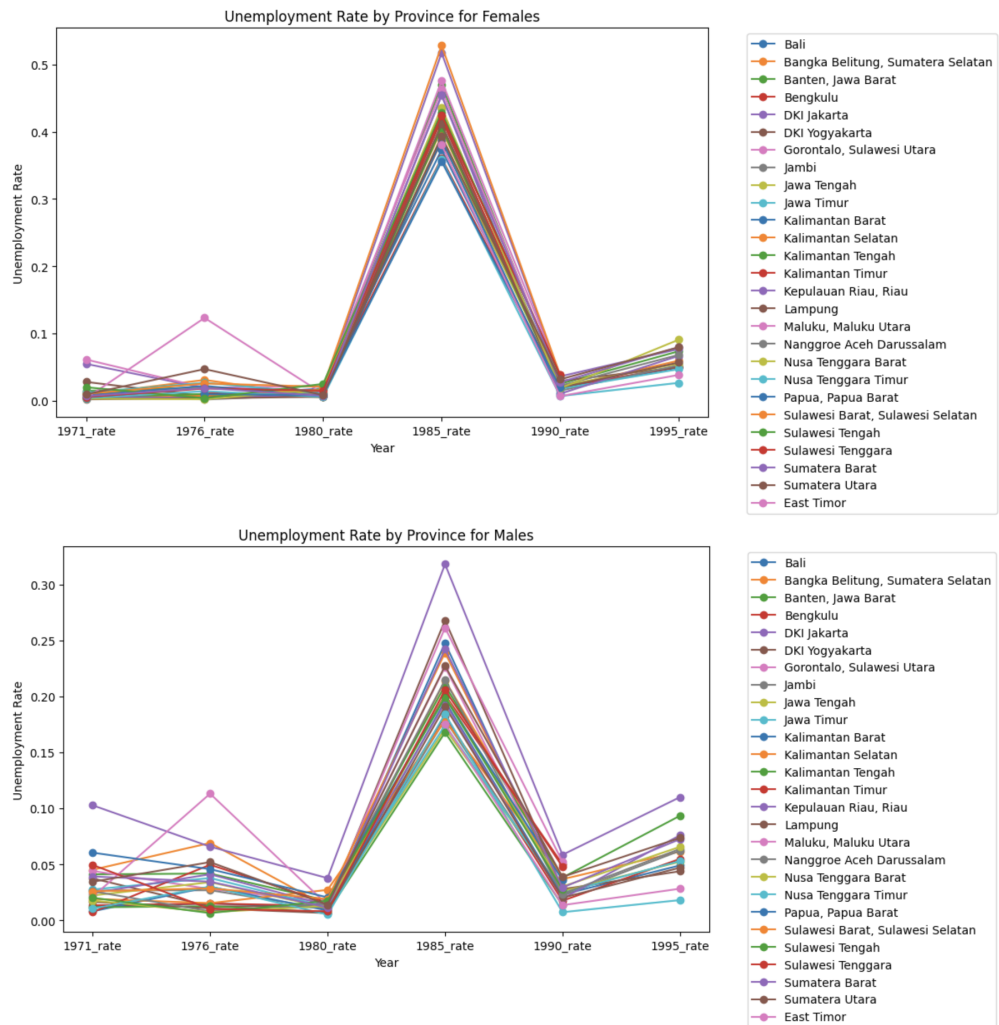 Unemployment Rate by Province for Females
Unemployment Rate
0.5
0.4
0.3
0.2
0.1
0.0
1971_rate 1976_rate 1980_rate 1985_rate 1990_rate 1995_rate
Year
Bali
Bangka Belitung, Sumatera Selatan
Banten, Jawa Barat
Bengkulu
DKI Jakarta
DKI Yogyakarta
Gorontalo, Sulawesi Utara
Jambi
Jawa Tengah
Jawa Timur
Kalimantan Barat
Kalimantan Selatan
Kalimantan Tengah
Kalimantan Timur
Kepulauan Riau, Riau
Lampung
Maluku, Maluku Utara
Nanggroe Aceh Darussalam
Nusa Tenggara Barat
Nusa Tenggara Timur
Papua, Papua Barat
Sulawesi Barat, Sulawesi Selatan
Sulawesi Tengah
Sulawesi Tenggara
Sumatera Barat
Sumatera Utara
East Timor
Unemployment Rate by Province for Males
Unemployment Rate
0.30
0.25
0.20
0.15
0.10
0.05
0.00
1971_rate 1976_rate 1980_rate 1985_rate 1990_rate 1995_rate
Year
Bali
Bangka Belitung, Sumatera Selatan
Banten, Jawa Barat
Bengkulu
DKI Jakarta
DKI Yogyakarta
Gorontalo, Sulawesi Utara
Jambi
Jawa Tengah
Jawa Timur
Kalimantan Barat
Kalimantan Selatan
Kalimantan Tengah
Kalimantan Timur
Kepulauan Riau, Riau
Lampung
Maluku, Maluku Utara
Nanggroe Aceh Darussalam
Nusa Tenggara Barat
Nusa Tenggara Timur
Papua, Papua Barat
Sulawesi Barat, Sulawesi Selatan
Sulawesi Tengah
Sulawesi Tenggara
Sumatera Barat
Sumatera Utara
East Timor